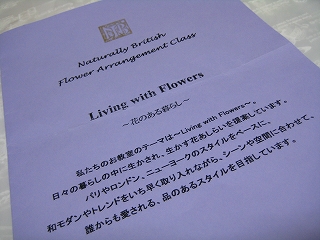 Naturally British
Flower Arrangement Class
Living with Flowers
～花のある暮らし～
私たちのお教室のテーマは～Living with Flowers～。
日々の暮らしの中に生かされ、生かす花あしらいを提案しています。
パリやロンドン、ニューヨークのスタイルをベースに、
和モダンやトレンドをいち早く取り入れながら、シーンや空間に合わせて、
誰からも愛される、品のあるスタイルを目指しています。